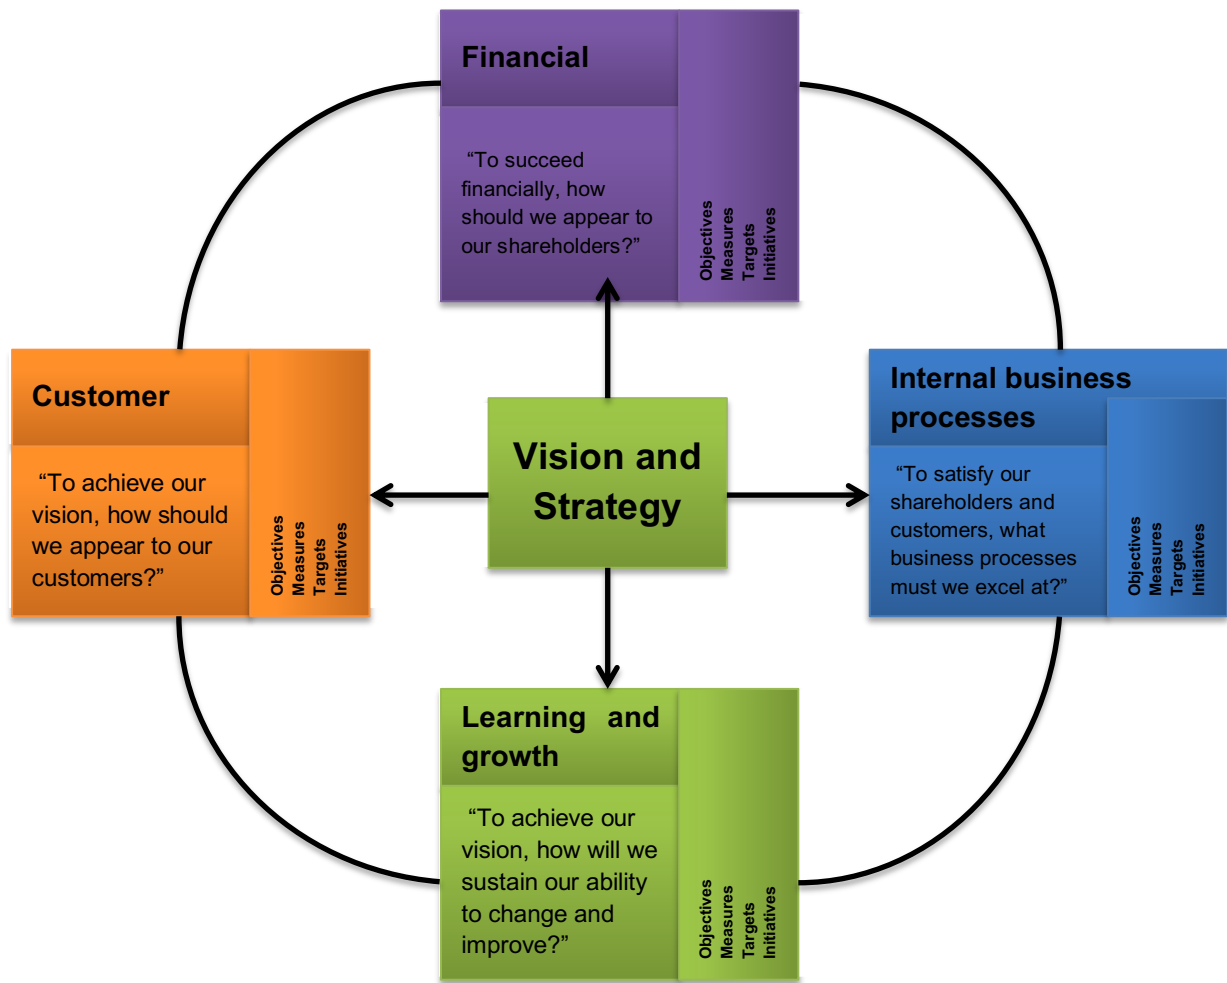 Financial
“To succeed
financially, how
should we appear to
our shareholders?”
Objectives
Measures
Targets
Initiatives
Customer
“To achieve our
vision, how should
we appear to our
customers?”
Objectives
Measures
Targets
Initiatives
Vision and
Strategy
Internal business
processes
“To satisfy our
shareholders and
customers, what
business processes
must we excel at?”
Objectives
Measures
Targets
Initiatives
Learning and
growth
“To achieve our
vision, how will we
sustain our ability
to change and
improve?”
Objectives
Measures
Targets
Initiatives